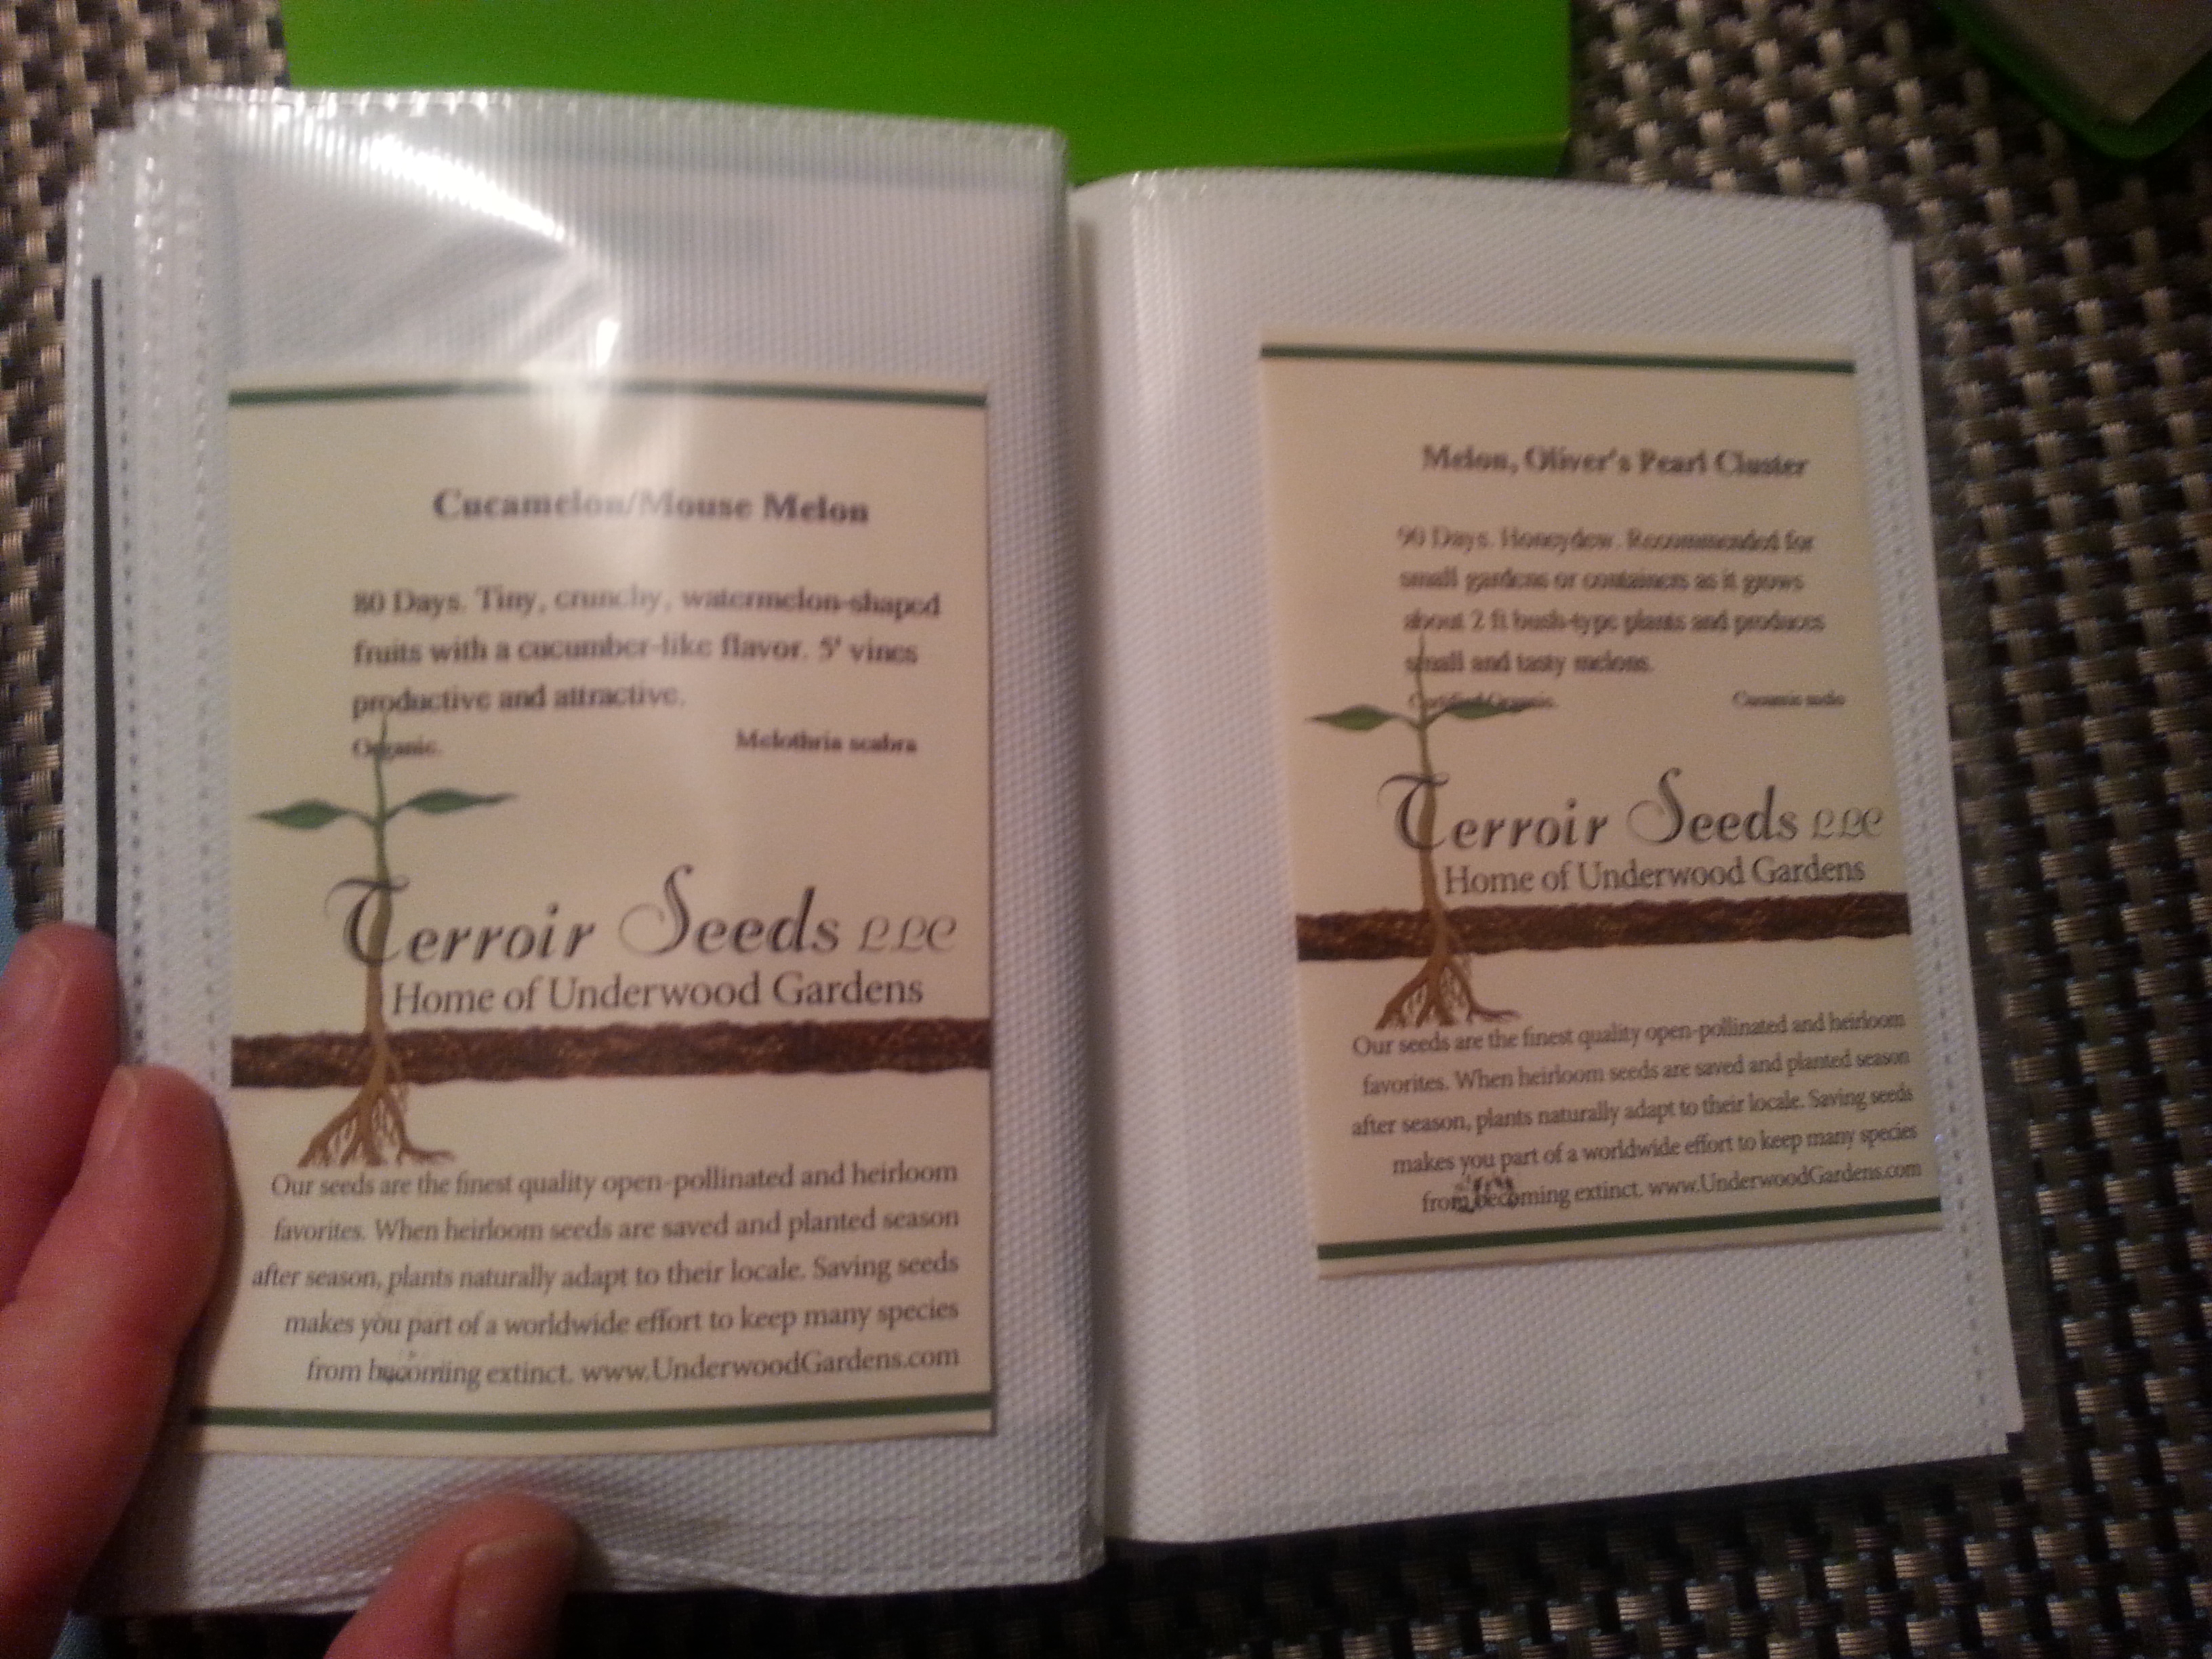 Cucamelon/Mouse Melon
80 Days. Tiny, crunchy, watermelon-shaped
fruits with a cucumber-like flavor. 5' vines
productive and attractive.
Organic.
Melothria scabra
Terroir Seeds LLC
Home of Underwood Gardens
Our seeds are the finest quality open-pollinated and heirloom
favorites. When heirloom seeds are saved and planted season
after season, plants naturally adapt to their locale. Saving seeds
makes you part of a worldwide effort to keep many species
from becoming extinct. www.UnderwoodGardens.com
Melon, Oliver's Pearl Cluster
90 Days. Honeydew. Recommended for
small gardens or containers as it grows
about 2 ft bush-type plants and produces
small and tasty melons.
Certified Organic.
Cucumis melo
Terroir Seeds LLC
Home of Underwood Gardens
Our seeds are the finest quality open-pollinated and heirloom
favorites. When heirloom seeds are saved and planted season
after season, plants naturally adapt to their locale. Saving seeds
makes you part of a worldwide effort to keep many species
from becoming extinct. www.UnderwoodGardens.com